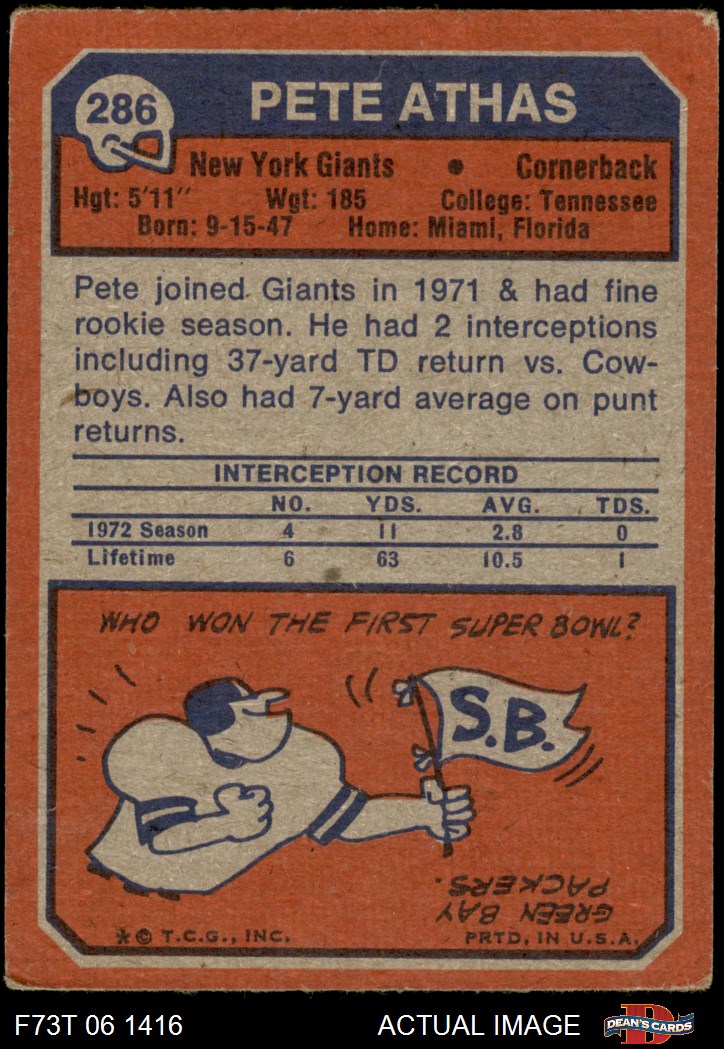 286
PETE ATHAS
New York Giants • Cornerback
Hgt: 5'11" Wgt: 185 College: Tennessee
Born: 9-15-47 Home: Miami, Florida
Pete joined Giants in 1971 & had fine
rookie season. He had 2 interceptions
including 37-yard TD return vs. Cow-
boys. Also had 7-yard average on punt
returns.
INTERCEPTION RECORD
NO. YDS. AVG. TDS.
1972 Season 4 11 2.8 0
Lifetime 6 63 10.5 1
WHO WON THE FIRST SUPER BOWL?
S.B.
GREEN BAY
PACKERS.
* © T.C.G., INC. PRTD. IN U.S.A.
F73T 06 1416 ACTUAL IMAGE
D
DEAN'S CARDS